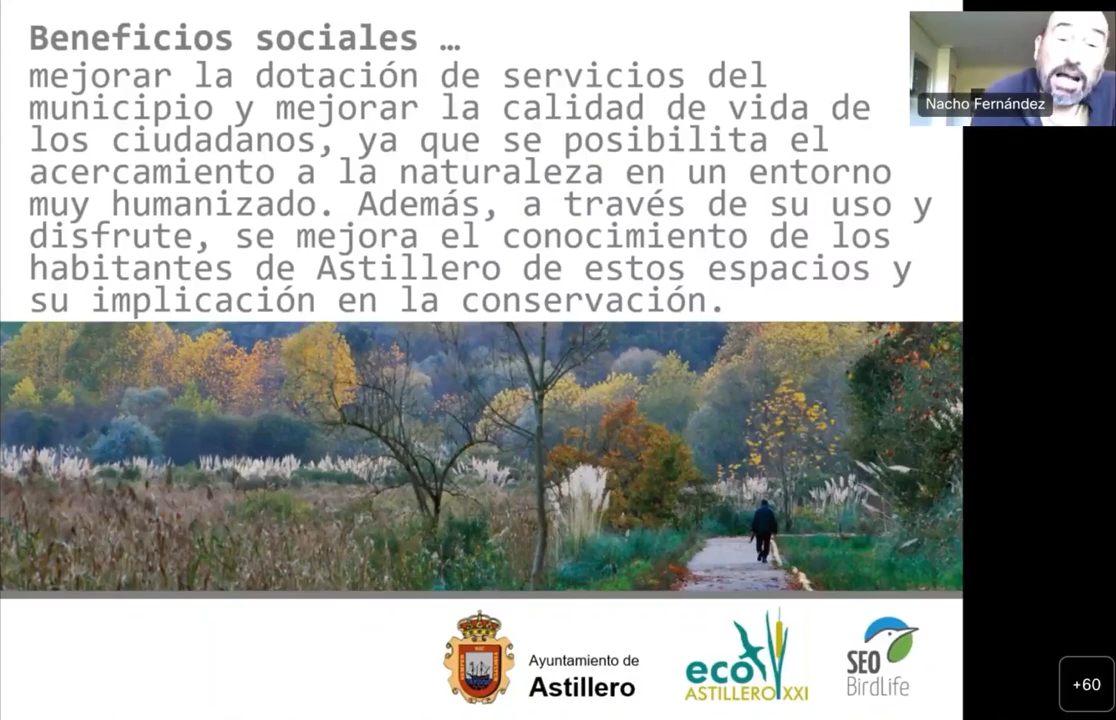 Beneficios sociales …
mejorar la dotación de servicios del
municipio y mejorar la calidad de vida de
los ciudadanos, ya que se posibilita el
acercamiento a la naturaleza en un entorno
muy humanizado. Además, a través de su uso y
disfrute, se mejora el conocimiento de los
habitantes de Astillero de estos espacios y
su implicación en la conservación.
Nacho Fernández
Ayuntamiento de
Astillero
eco
ASTILLERO XXI
SEO
BirdLife
+60